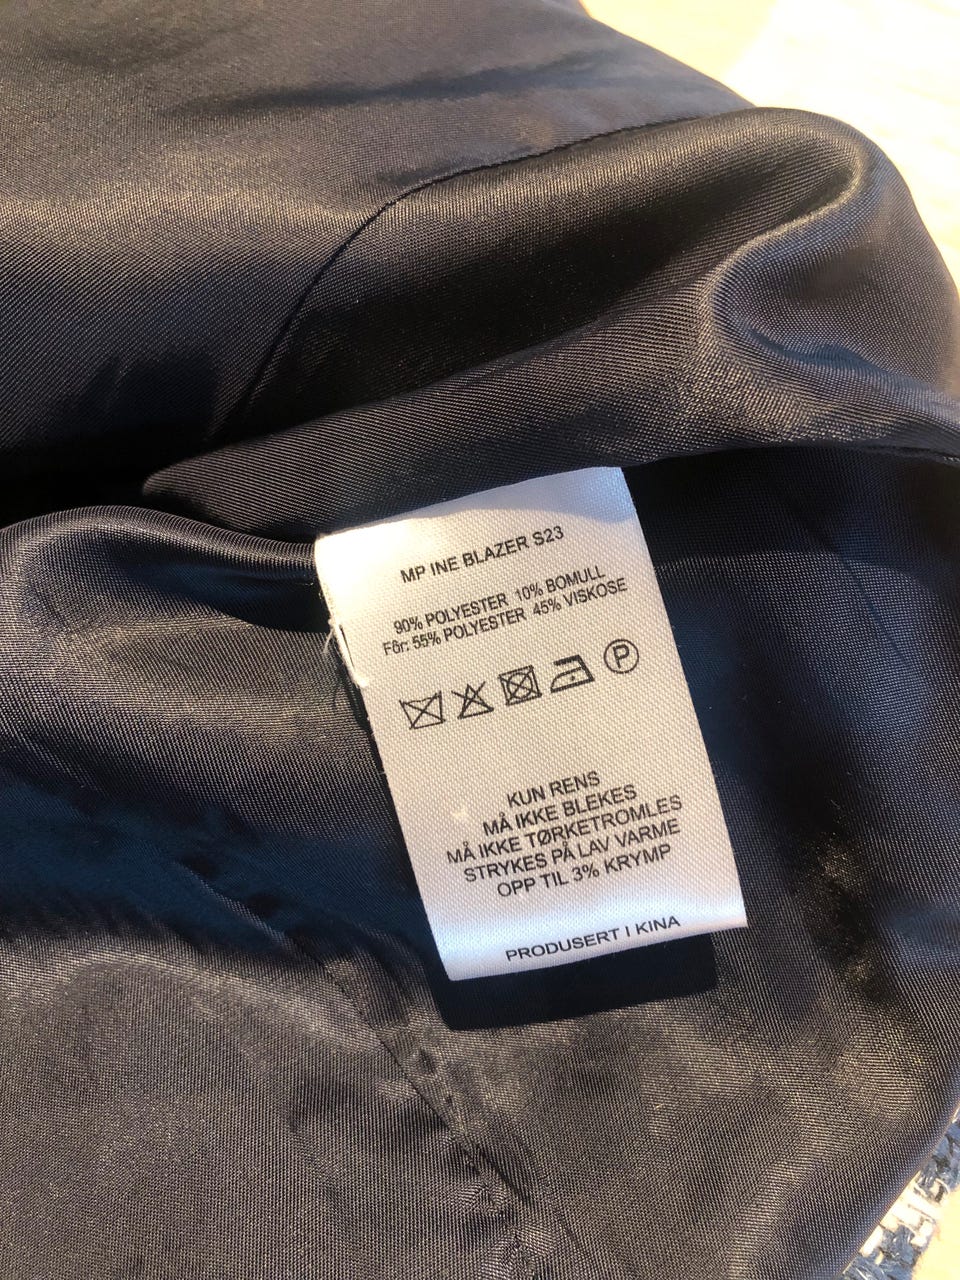 MP INE BLAZER S23
90% POLYESTER 10% BOMULL
Fôr: 55% POLYESTER 45% VISKOSE
P
KUN RENS
MÅ IKKE BLEKES
MÅ IKKE TØRKETROMLES
STRYKES PÅ LAV VARME
OPP TIL 3% KRYMP
PRODUSERT I KINA